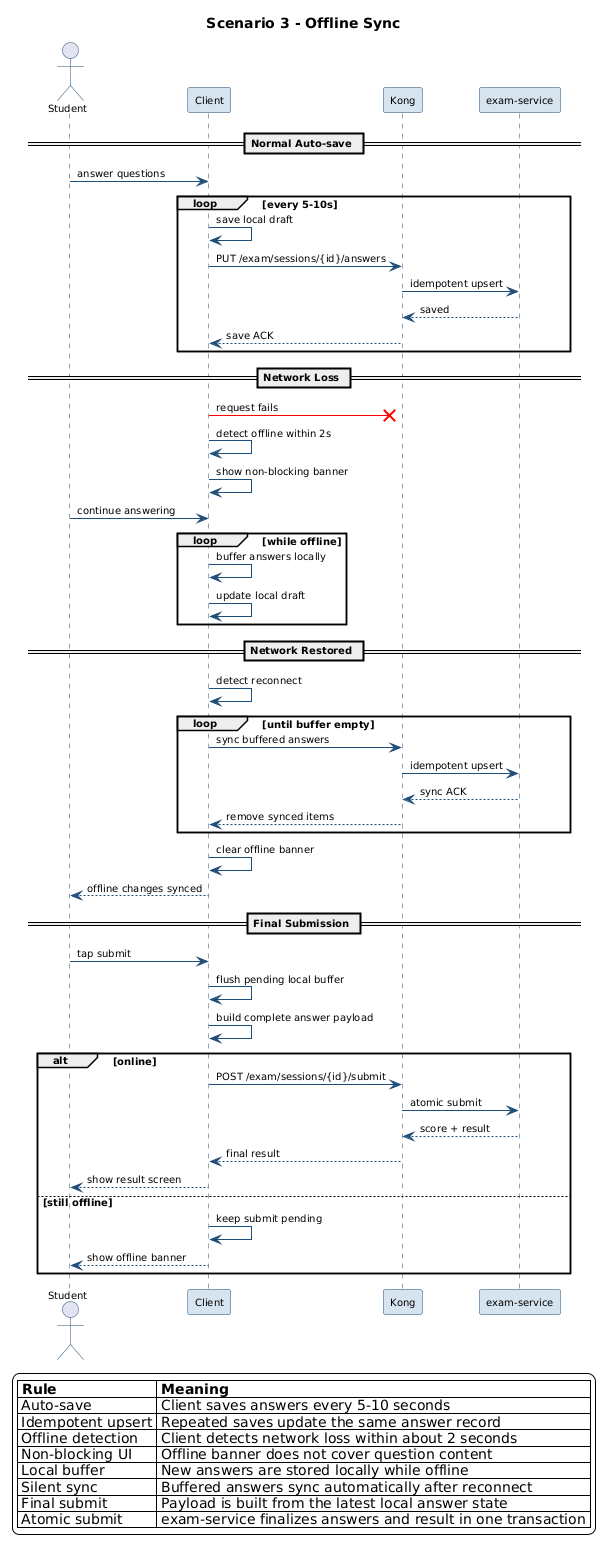 Scenario 3 - Offline Sync
Student
Client
Kong
exam-service
Normal Auto-save
answer questions
loop [every 5-10s]
save local draft
PUT /exam/sessions/{id}/answers
idempotent upsert
saved
save ACK
Network Loss
request fails
detect offline within 2s
show non-blocking banner
continue answering
loop [while offline]
buffer answers locally
update local draft
Network Restored
detect reconnect
loop [until buffer empty]
sync buffered answers
idempotent upsert
sync ACK
remove synced items
clear offline banner
offline changes synced
Final Submission
tap submit
flush pending local buffer
build complete answer payload
alt [online]
POST /exam/sessions/{id}/submit
atomic submit
score + result
final result
show result screen
[still offline]
keep submit pending
show offline banner
Student
Client
Kong
exam-service
Rule Meaning
Auto-save Client saves answers every 5-10 seconds
Idempotent upsert Repeated saves update the same answer record
Offline detection Client detects network loss within about 2 seconds
Non-blocking UI Offline banner does not cover question content
Local buffer New answers are stored locally while offline
Silent sync Buffered answers sync automatically after reconnect
Final submit Payload is built from the latest local answer state
Atomic submit exam-service finalizes answers and result in one transaction